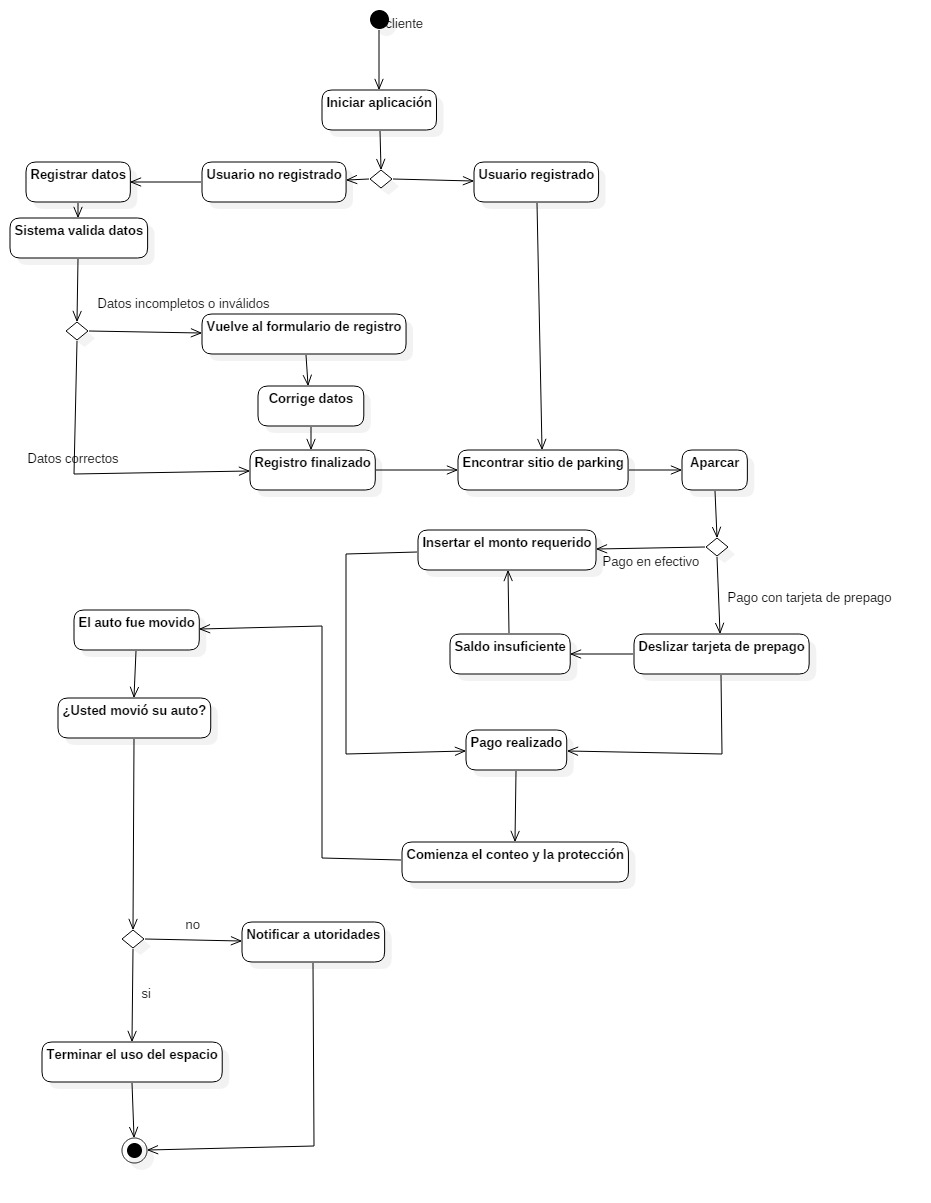 cliente
Iniciar aplicación
Registrar datos
Usuario no registrado
Usuario registrado
Sistema valida datos
Datos incompletos o inválidos
Vuelve al formulario de registro
Corrige datos
Datos correctos
Registro finalizado
Encontrar sitio de parking
Aparcar
Insertar el monto requerido
Pago en efectivo
Pago con tarjeta de prepago
El auto fue movido
Saldo insuficiente
Deslizar tarjeta de prepago
¿Usted movió su auto?
Pago realizado
Comienza el conteo y la protección
no
Notificar a utoridades
si
Terminar el uso del espacio